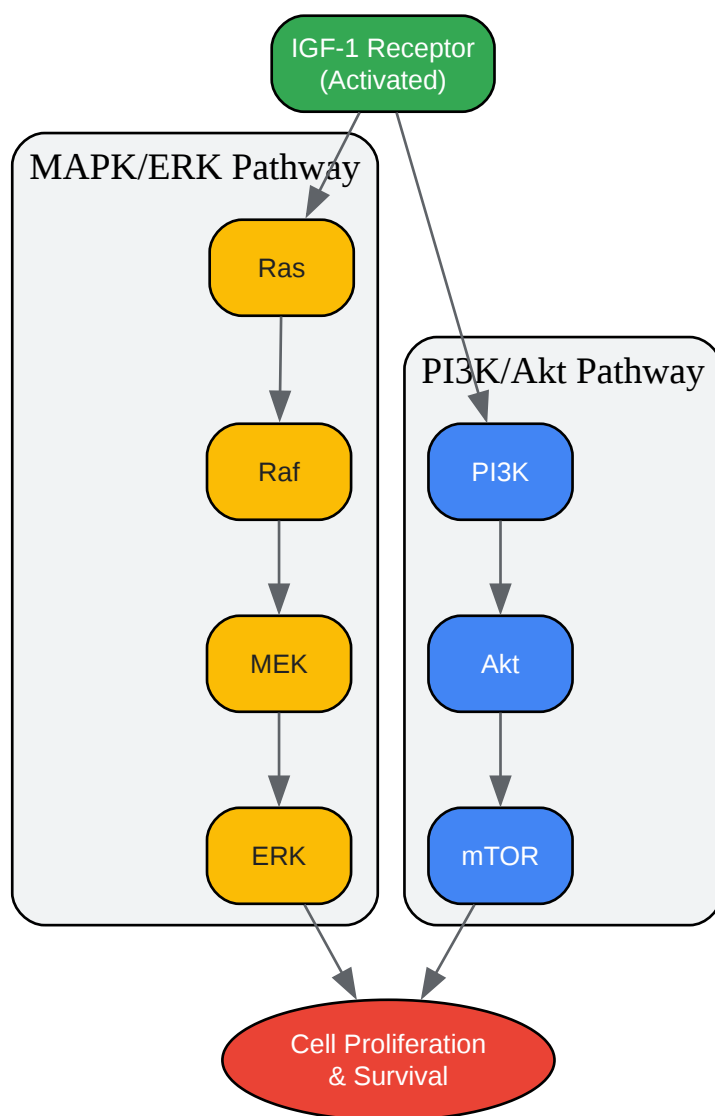 IGF-1 Receptor
(Activated)
MAPK/ERK Pathway
Ras
Raf
MEK
ERK
PI3K/Akt Pathway
PI3K
Akt
mTOR
Cell Proliferation
& Survival